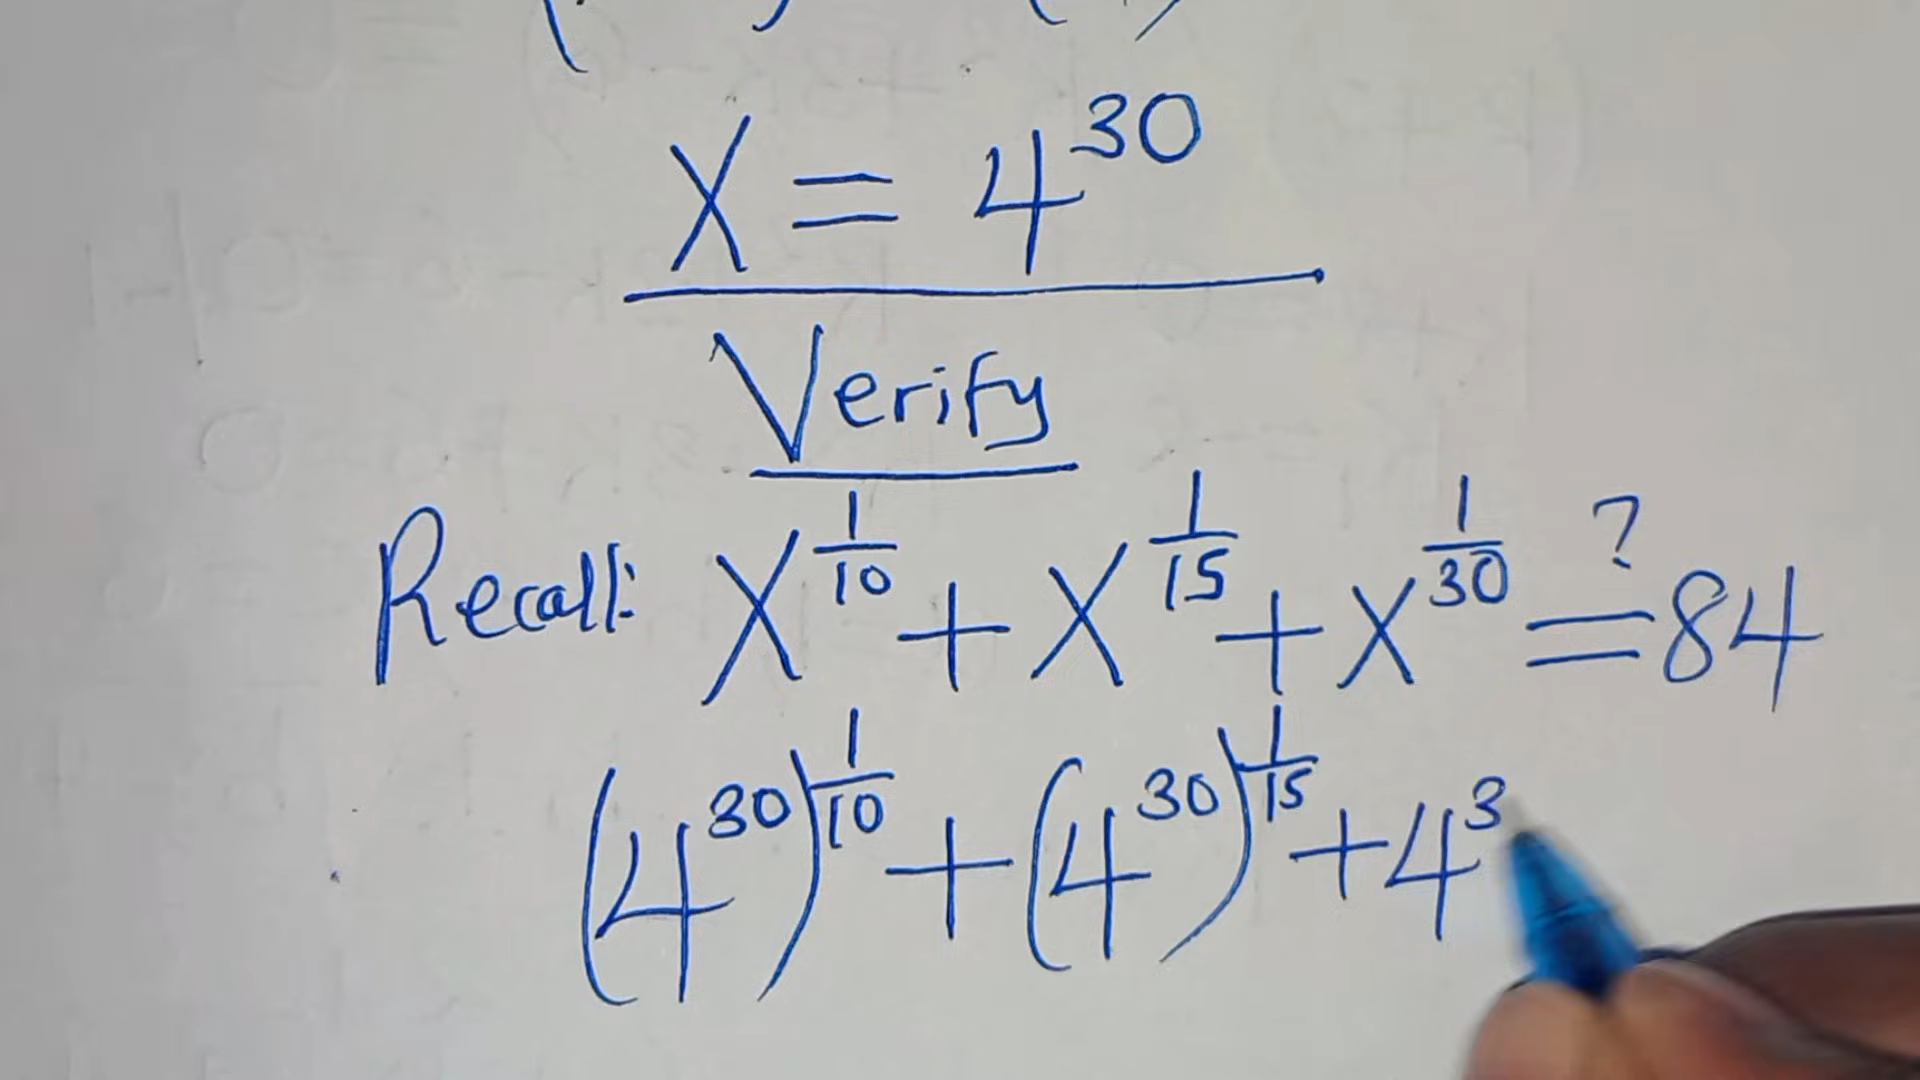 X = 4^30
Verify
Recall: X^(1/10) + X^(1/15) + X^(1/30) =? 84
(4^30)^(1/10) + (4^30)^(1/15) + 4^3